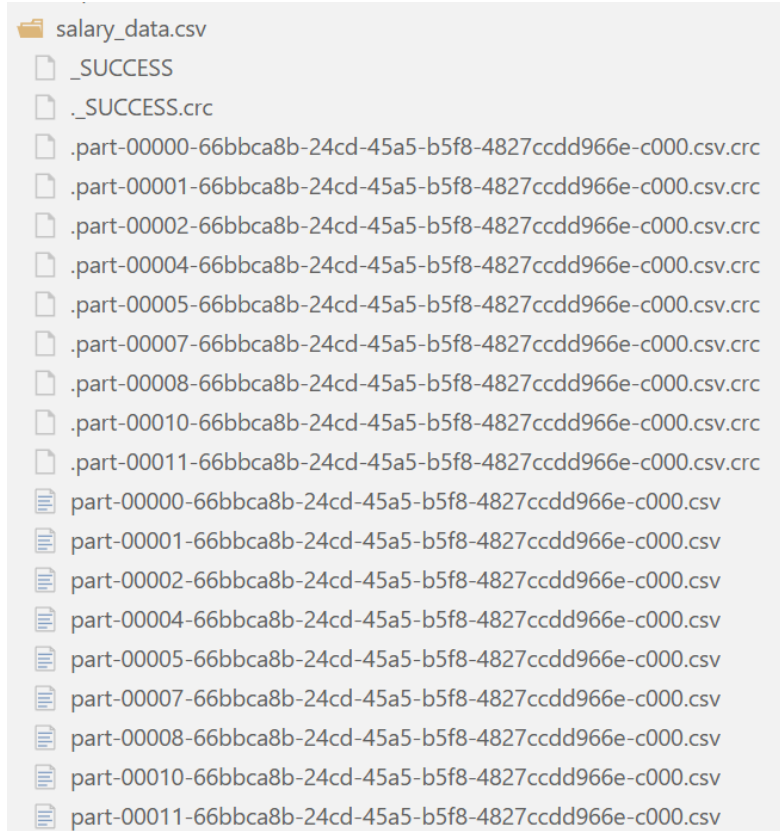 salary_data.csv
_SUCCESS
._SUCCESS.crc
.part-00000-66bbca8b-24cd-45a5-b5f8-4827ccdd966e-c000.csv.crc
.part-00001-66bbca8b-24cd-45a5-b5f8-4827ccdd966e-c000.csv.crc
.part-00002-66bbca8b-24cd-45a5-b5f8-4827ccdd966e-c000.csv.crc
.part-00004-66bbca8b-24cd-45a5-b5f8-4827ccdd966e-c000.csv.crc
.part-00005-66bbca8b-24cd-45a5-b5f8-4827ccdd966e-c000.csv.crc
.part-00007-66bbca8b-24cd-45a5-b5f8-4827ccdd966e-c000.csv.crc
.part-00008-66bbca8b-24cd-45a5-b5f8-4827ccdd966e-c000.csv.crc
.part-00010-66bbca8b-24cd-45a5-b5f8-4827ccdd966e-c000.csv.crc
.part-00011-66bbca8b-24cd-45a5-b5f8-4827ccdd966e-c000.csv.crc
part-00000-66bbca8b-24cd-45a5-b5f8-4827ccdd966e-c000.csv
part-00001-66bbca8b-24cd-45a5-b5f8-4827ccdd966e-c000.csv
part-00002-66bbca8b-24cd-45a5-b5f8-4827ccdd966e-c000.csv
part-00004-66bbca8b-24cd-45a5-b5f8-4827ccdd966e-c000.csv
part-00005-66bbca8b-24cd-45a5-b5f8-4827ccdd966e-c000.csv
part-00007-66bbca8b-24cd-45a5-b5f8-4827ccdd966e-c000.csv
part-00008-66bbca8b-24cd-45a5-b5f8-4827ccdd966e-c000.csv
part-00010-66bbca8b-24cd-45a5-b5f8-4827ccdd966e-c000.csv
part-00011-66bbca8b-24cd-45a5-b5f8-4827ccdd966e-c000.csv